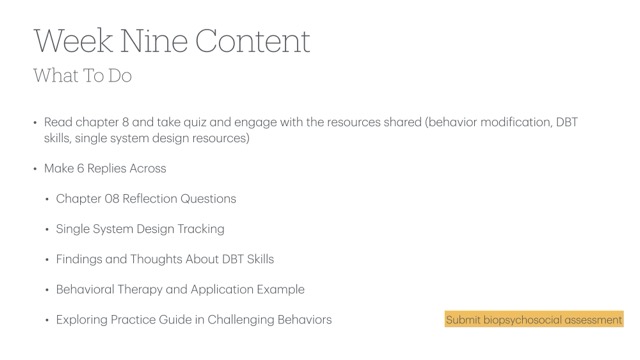 Week Nine Content
What To Do
• Read chapter 8 and take quiz and engage with the resources shared (behavior modification, DBT
skills, single system design resources)
• Make 6 Replies Across
• Chapter 08 Reflection Questions
• Single System Design Tracking
• Findings and Thoughts About DBT Skills
• Behavioral Therapy and Application Example
• Exploring Practice Guide in Challenging Behaviors
Submit biopsychosocial assessment